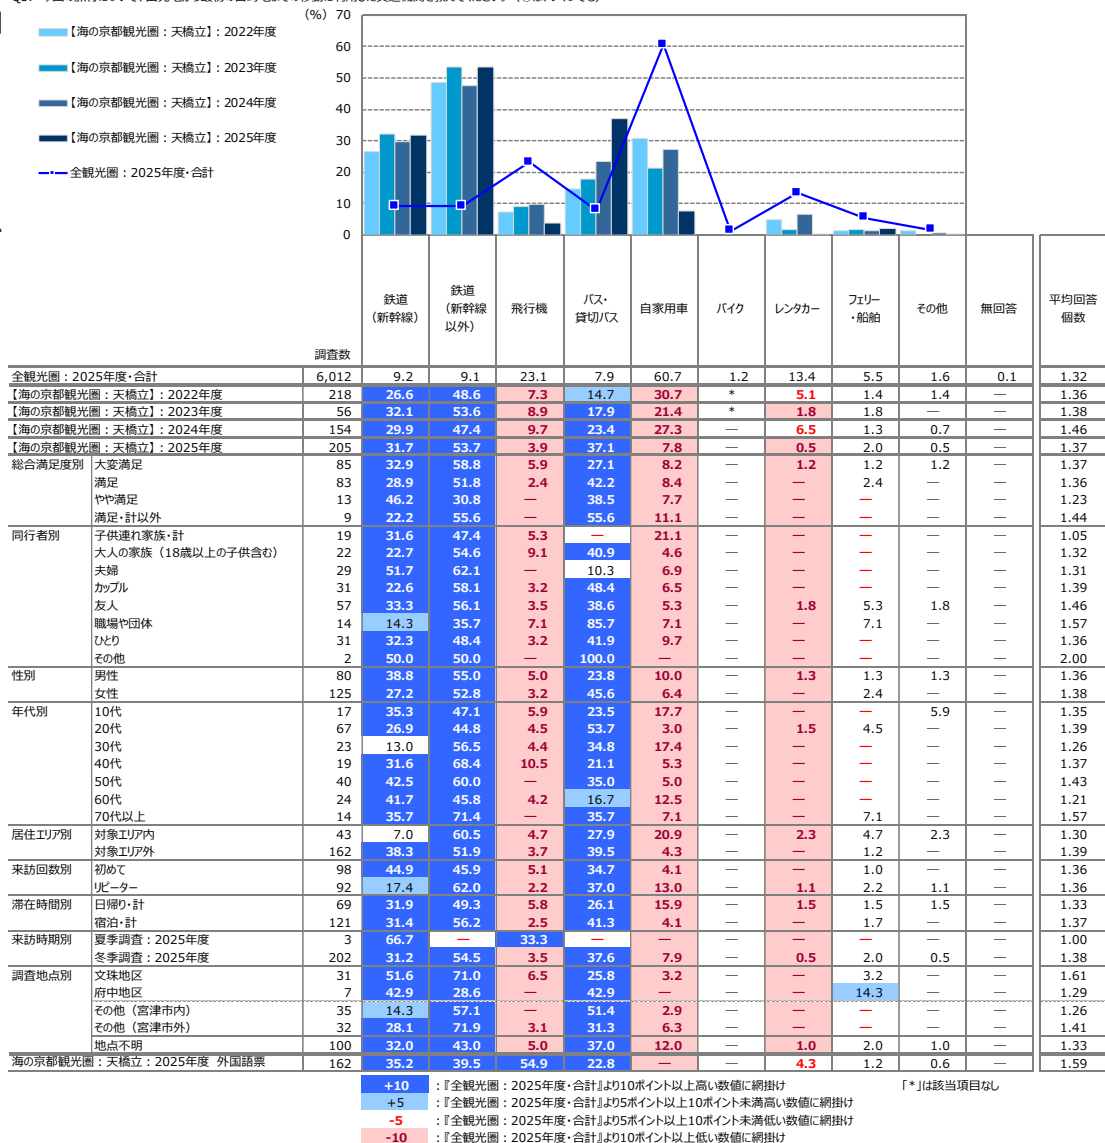 (%)
【海の京都観光圏：天橋立】：2022年度
【海の京都観光圏：天橋立】：2023年度
【海の京都観光圏：天橋立】：2024年度
【海の京都観光圏：天橋立】：2025年度
全観光圏：2025年度・合計
70
60
50
40
30
20
10
0
調査数 鉄道（新幹線） 鉄道（新幹線以外） 飛行機 バス・貸切バス 自家用車 バイク レンタカー フェリー・船舶 その他 無回答 平均回答個数
全観光圏：2025年度・合計 6,012 9.2 9.1 23.1 7.9 60.7 1.2 13.4 5.5 1.6 0.1 1.32
【海の京都観光圏：天橋立】：2022年度 218 26.6 48.6 7.3 14.7 30.7 * 5.1 1.4 1.4 — 1.36
【海の京都観光圏：天橋立】：2023年度 56 32.1 53.6 8.9 17.9 21.4 * 1.8 1.8 — — 1.38
【海の京都観光圏：天橋立】：2024年度 154 29.9 47.4 9.7 23.4 27.3 — 6.5 1.3 0.7 — 1.46
【海の京都観光圏：天橋立】：2025年度 205 31.7 53.7 3.9 37.1 7.8 — 0.5 2.0 0.5 — 1.37
総合満足度別 大変満足 85 32.9 58.8 5.9 27.1 8.2 — 1.2 1.2 1.2 — 1.37
満足 83 28.9 51.8 2.4 42.2 8.4 — — 2.4 — — 1.36
やや満足 13 46.2 30.8 — 38.5 7.7 — — — — — 1.23
満足・計以外 9 22.2 55.6 — 55.6 11.1 — — — — — 1.44
同行者別 子供連れ家族・計 19 31.6 47.4 5.3 — 21.1 — — — — — 1.05
大人の家族（18歳以上の子供含む） 22 22.7 54.6 9.1 40.9 4.6 — — — — — 1.32
夫婦 29 51.7 62.1 — 10.3 6.9 — — — — — 1.31
カップル 31 22.6 58.1 3.2 48.4 6.5 — — — — — 1.39
友人 57 33.3 56.1 3.5 38.6 5.3 — 1.8 5.3 1.8 — 1.46
職場や団体 14 14.3 35.7 7.1 85.7 7.1 — — 7.1 — — 1.57
ひとり 31 32.3 48.4 3.2 41.9 9.7 — — — — — 1.36
その他 2 50.0 50.0 — 100.0 — — — — — — 2.00
性別 男性 80 38.8 55.0 5.0 23.8 10.0 — 1.3 1.3 1.3 — 1.36
女性 125 27.2 52.8 3.2 45.6 6.4 — — 2.4 — — 1.38
年代別 10代 17 35.3 47.1 5.9 23.5 17.7 — — — 5.9 — 1.35
20代 67 26.9 44.8 4.5 53.7 3.0 — 1.5 4.5 — — 1.39
30代 23 13.0 56.5 4.4 34.8 17.4 — — — — — 1.26
40代 19 31.6 68.4 10.5 21.1 5.3 — — — — — 1.37
50代 40 42.5 60.0 — 35.0 5.0 — — — — — 1.43
60代 24 41.7 45.8 4.2 16.7 12.5 — — — — — 1.21
70代以上 14 35.7 71.4 — 35.7 7.1 — — 7.1 — — 1.57
居住エリア別 対象エリア内 43 7.0 60.5 4.7 27.9 20.9 — 2.3 4.7 2.3 — 1.30
対象エリア外 162 38.3 51.9 3.7 39.5 4.3 — — 1.2 — — 1.39
来訪回数別 初めて 98 44.9 45.9 5.1 34.7 4.1 — — 1.0 — — 1.36
リピーター 92 17.4 62.0 2.2 37.0 13.0 — 1.1 2.2 1.1 — 1.36
滞在時間別 日帰り・計 69 31.9 49.3 5.8 26.1 15.9 — 1.5 1.5 1.5 — 1.33
宿泊・計 121 31.4 56.2 2.5 41.3 4.1 — — 1.7 — — 1.37
来訪時期別 夏季調査：2025年度 3 66.7 — 33.3 — — — — — — — 1.00
冬季調査：2025年度 202 31.2 54.5 3.5 37.6 7.9 — 0.5 2.0 0.5 — 1.38
調査地点別 文珠地区 31 51.6 71.0 6.5 25.8 3.2 — — 3.2 — — 1.61
府中地区 7 42.9 28.6 — 42.9 — — — 14.3 — — 1.29
その他（宮津市内） 35 14.3 57.1 — 51.4 2.9 — — — — — 1.26
その他（宮津市外） 32 28.1 71.9 3.1 31.3 6.3 — — — — — 1.41
地点不明 100 32.0 43.0 5.0 37.0 12.0 — 1.0 2.0 1.0 — 1.33
海の京都観光圏：天橋立：2025年度 外国語票 162 35.2 39.5 54.9 22.8 — — 4.3 1.2 0.6 — 1.59
+10 ：『全観光圏：2025年度・合計』より10ポイント以上高い数値に網掛け 「*」は該当項目なし
+5 ：『全観光圏：2025年度・合計』より5ポイント以上10ポイント未満高い数値に網掛け
-5 ：『全観光圏：2025年度・合計』より5ポイント以上10ポイント未満低い数値に網掛け
-10 ：『全観光圏：2025年度・合計』より10ポイント以上低い数値に網掛け